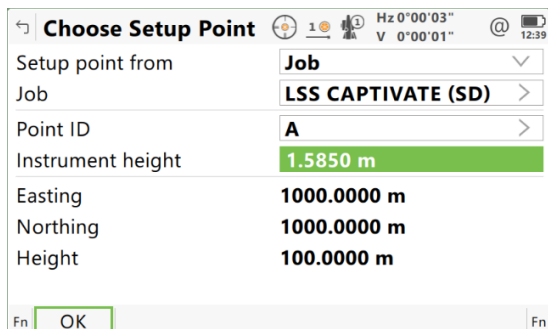 Choose Setup Point 1 1 Hz 0°00'03" @
V 0°00'01" 12:39
Setup point from Job
Job LSS CAPTIVATE (SD)
Point ID A
Instrument height 1.5850 m
Easting 1000.0000 m
Northing 1000.0000 m
Height 100.0000 m
Fn OK Fn